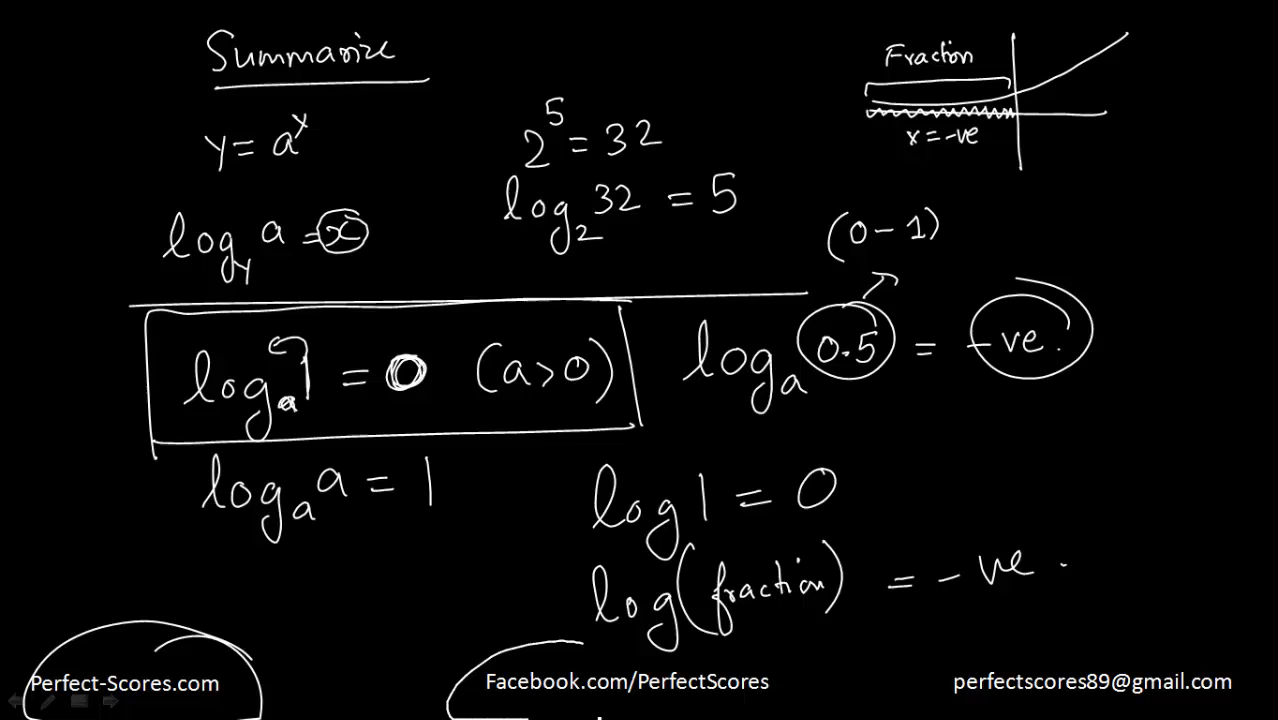 Summarize
Fraction
x = -ve
y = a^x
2^5 = 32
log_2 32 = 5
log_y a = x
(0 - 1)
log_a 1 = 0 (a > 0)
log_a 0.5 = -ve.
log_a a = 1
log 1 = 0
log (fraction) = -ve.
Perfect-Scores.com
Facebook.com/PerfectScores
perfectscores89@gmail.com